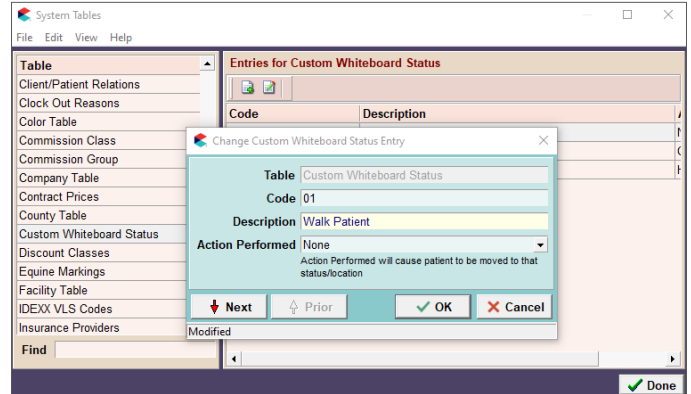 System Tables
File Edit View Help
Table
Client/Patient Relations
Clock Out Reasons
Color Table
Commission Class
Commission Group
Company Table
Contract Prices
County Table
Custom Whiteboard Status
Discount Classes
Equine Markings
Facility Table
IDEXX VLS Codes
Insurance Providers
Find
Entries for Custom Whiteboard Status
Code Description
Change Custom Whiteboard Status Entry
Table Custom Whiteboard Status
Code 01
Description Walk Patient
Action Performed None
Action Performed will cause patient to be moved to that
status/location
Next Prior OK Cancel
Modified
Done